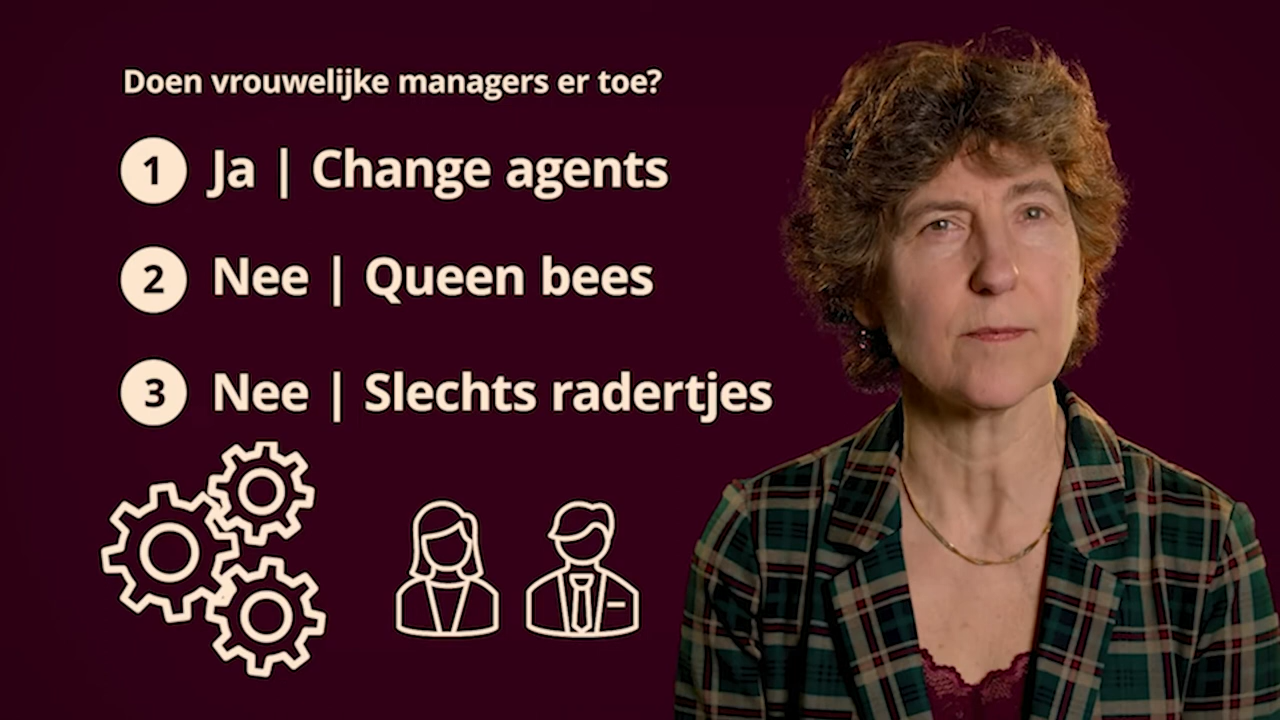 Doen vrouwelijke managers er toe?
1 Ja | Change agents
2 Nee | Queen bees
3 Nee | Slechts radertjes